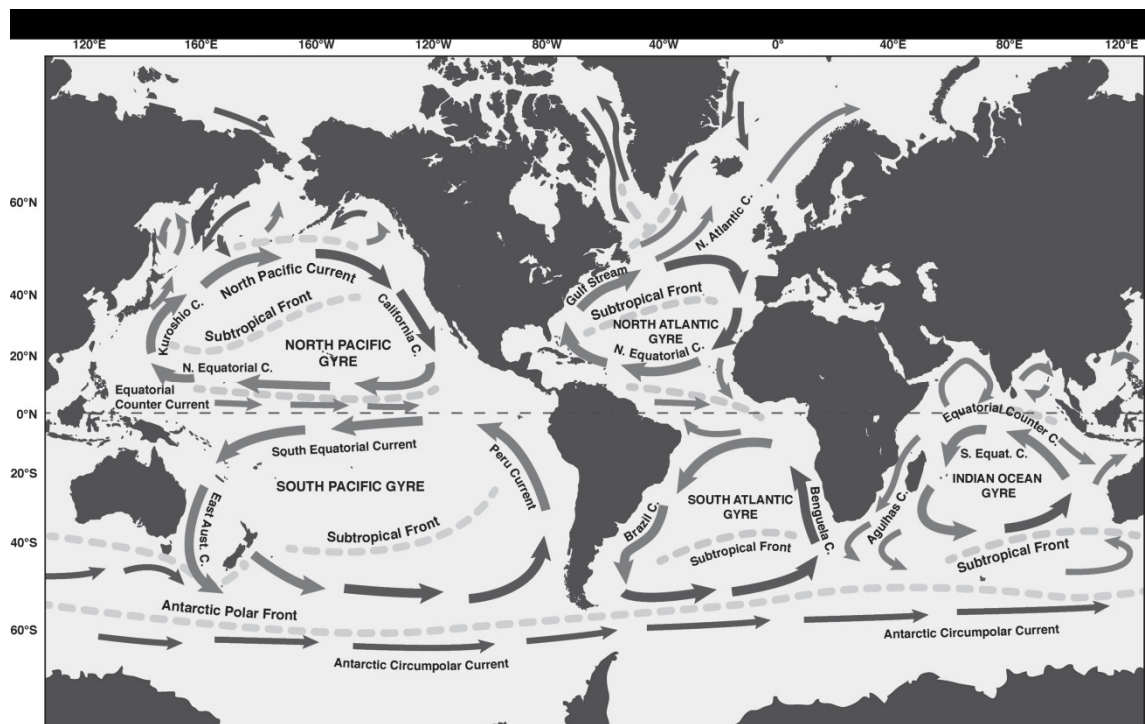 120°E 160°E 160°W 120°W 80°W 40°W 0° 40°E 80°E 120°E
60°N
40°N
20°N
0°N
20°S
40°S
60°S
North Pacific Current
Kuroshio C.
Subtropical Front
California C.
NORTH PACIFIC
GYRE
N. Equatorial C.
Equatorial
Counter Current
South Equatorial Current
SOUTH PACIFIC GYRE
Peru Current
East Aust. C.
Subtropical Front
Antarctic Polar Front
Antarctic Circumpolar Current
N. Atlantic C.
Gulf Stream
Subtropical Front
NORTH ATLANTIC
GYRE
N. Equatorial C.
SOUTH ATLANTIC
GYRE
Brazil C.
Benguela C.
Subtropical Front
Agulhas C.
Equatorial Counter C.
S. Equat. C.
INDIAN OCEAN
GYRE
Subtropical Front
Antarctic Circumpolar Current